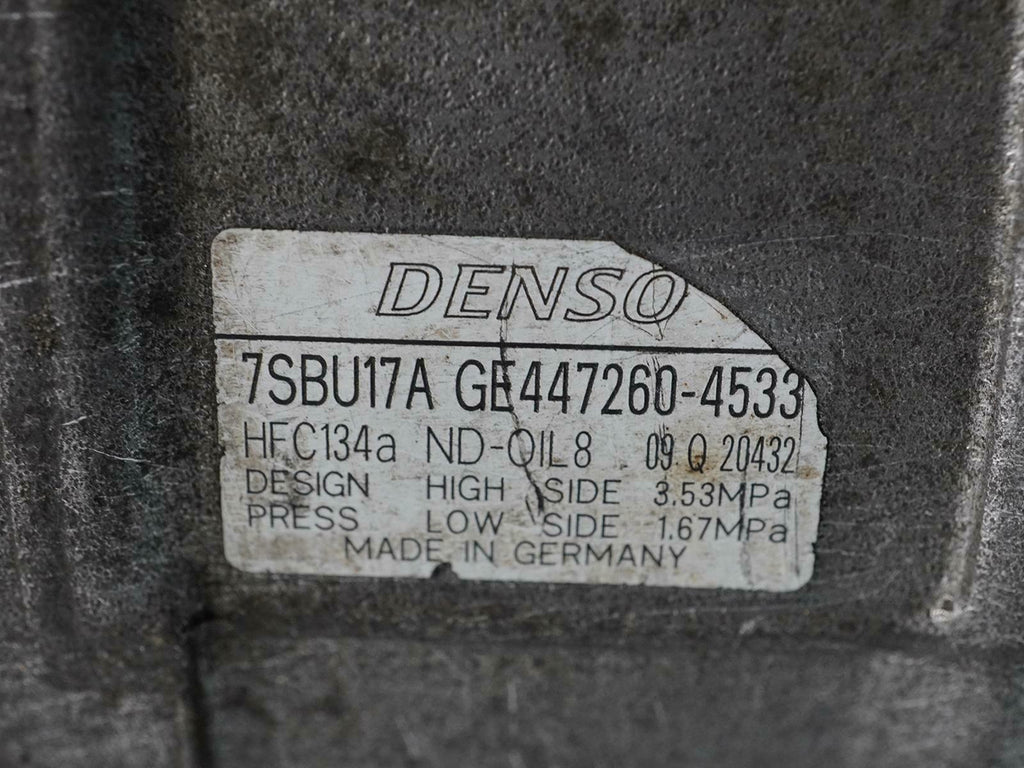 DENSO
7SBU17A GE447260-4533
HFC134a ND-OIL8 09 Q 20432
DESIGN HIGH SIDE 3.53MPa
PRESS LOW SIDE 1.67MPa
MADE IN GERMANY